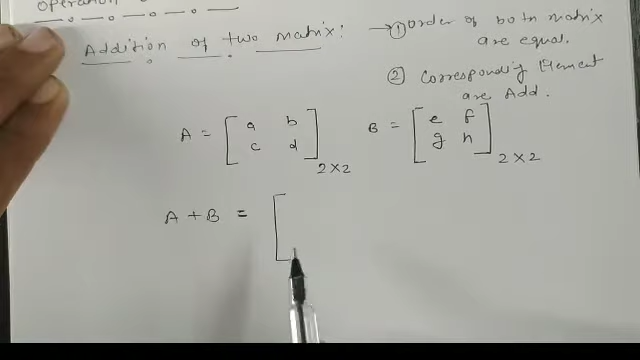 operation
Addition of two matrix:
→ ① Order of both matrix
are equal.
② Corresponding Element
are Add.
A = [ a b
c d ] 2×2
B = [ e f
g h ] 2×2
A + B = [